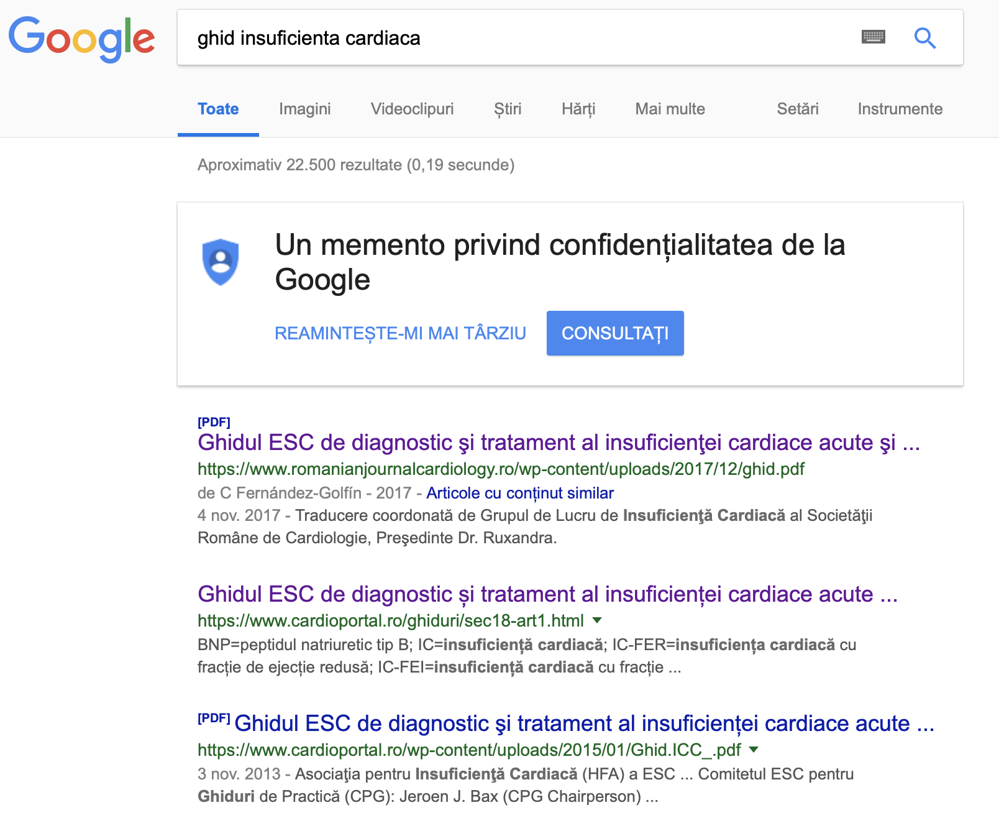 Google
ghid insuficienta cardiaca
Toate Imagini Videoclipuri Știri Hărți Mai multe Setări Instrumente
Aproximativ 22.500 rezultate (0,19 secunde)
Un memento privind confidențialitatea de la
Google
REAMINTEȘTE-MI MAI TÂRZIU CONSULTAȚI
[PDF]
Ghidul ESC de diagnostic şi tratament al insuficienţei cardiace acute şi ...
https://www.romanianjournalcardiology.ro/wp-content/uploads/2017/12/ghid.pdf
de C Fernández-Golfín - 2017 - Articole cu conținut similar
4 nov. 2017 - Traducere coordonată de Grupul de Lucru de Insuficienţă Cardiacă al Societăţii
Române de Cardiologie, Preşedinte Dr. Ruxandra.
Ghidul ESC de diagnostic și tratament al insuficienței cardiace acute ...
https://www.cardioportal.ro/ghiduri/sec18-art1.html
BNP=peptidul natriuretic tip B; IC=insuficiență cardiacă; IC-FER=insuficiența cardiacă cu
fracție de ejecție redusă; IC-FEI=insuficiență cardiacă cu fracție ...
[PDF] Ghidul ESC de diagnostic şi tratament al insuficienței cardiace acute ...
https://www.cardioportal.ro/wp-content/uploads/2015/01/Ghid.ICC_.pdf
3 nov. 2013 - Asociaţia pentru Insuficienţă Cardiacă (HFA) a ESC ... Comitetul ESC pentru
Ghiduri de Practică (CPG): Jeroen J. Bax (CPG Chairperson) ...